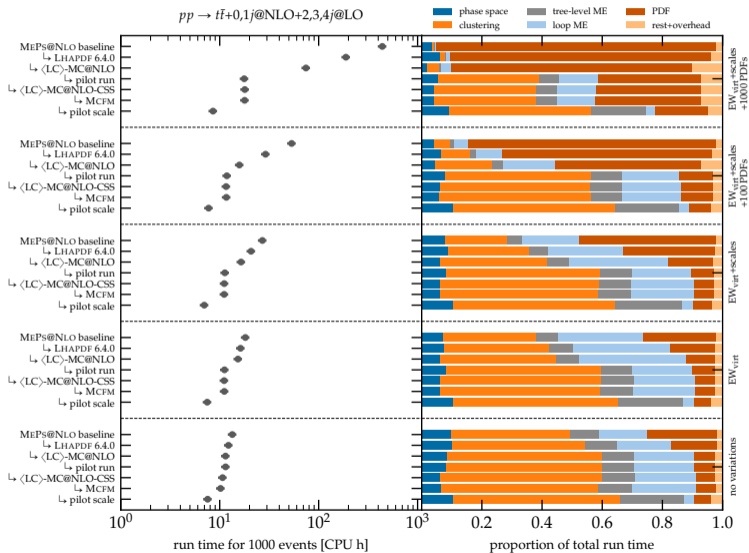 pp → tt̄+0,1j@NLO+2,3,4j@LO
phase space
clustering
tree-level ME
loop ME
PDF
rest+overhead
MEPS@NLO baseline
↳ LHAPDF 6.4.0
↳ ⟨LC⟩-MC@NLO
↳ pilot run
↳ ⟨LC⟩-MC@NLO-CSS
↳ MCFM
↳ pilot scale
EWvirt+scales
+1000 PDFs
MEPS@NLO baseline
↳ LHAPDF 6.4.0
↳ ⟨LC⟩-MC@NLO
↳ pilot run
↳ ⟨LC⟩-MC@NLO-CSS
↳ MCFM
↳ pilot scale
EWvirt+scales
+100 PDFs
MEPS@NLO baseline
↳ LHAPDF 6.4.0
↳ ⟨LC⟩-MC@NLO
↳ pilot run
↳ ⟨LC⟩-MC@NLO-CSS
↳ MCFM
↳ pilot scale
EWvirt+scales
MEPS@NLO baseline
↳ LHAPDF 6.4.0
↳ ⟨LC⟩-MC@NLO
↳ pilot run
↳ ⟨LC⟩-MC@NLO-CSS
↳ MCFM
↳ pilot scale
EWvirt
MEPS@NLO baseline
↳ LHAPDF 6.4.0
↳ ⟨LC⟩-MC@NLO
↳ pilot run
↳ ⟨LC⟩-MC@NLO-CSS
↳ MCFM
↳ pilot scale
no variations
10⁰ 10¹ 10² 10³ 0.2 0.4 0.6 0.8 1.0
run time for 1000 events [CPU h]
proportion of total run time